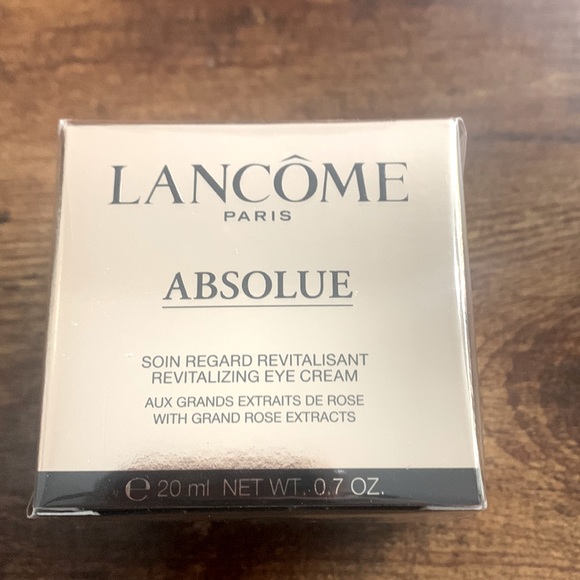 LANCÔME
PARIS
ABSOLUE
SOIN REGARD REVITALISANT
REVITALIZING EYE CREAM
AUX GRANDS EXTRAITS DE ROSE
WITH GRAND ROSE EXTRACTS
℮ 20 ml NET WT. 0.7 OZ.